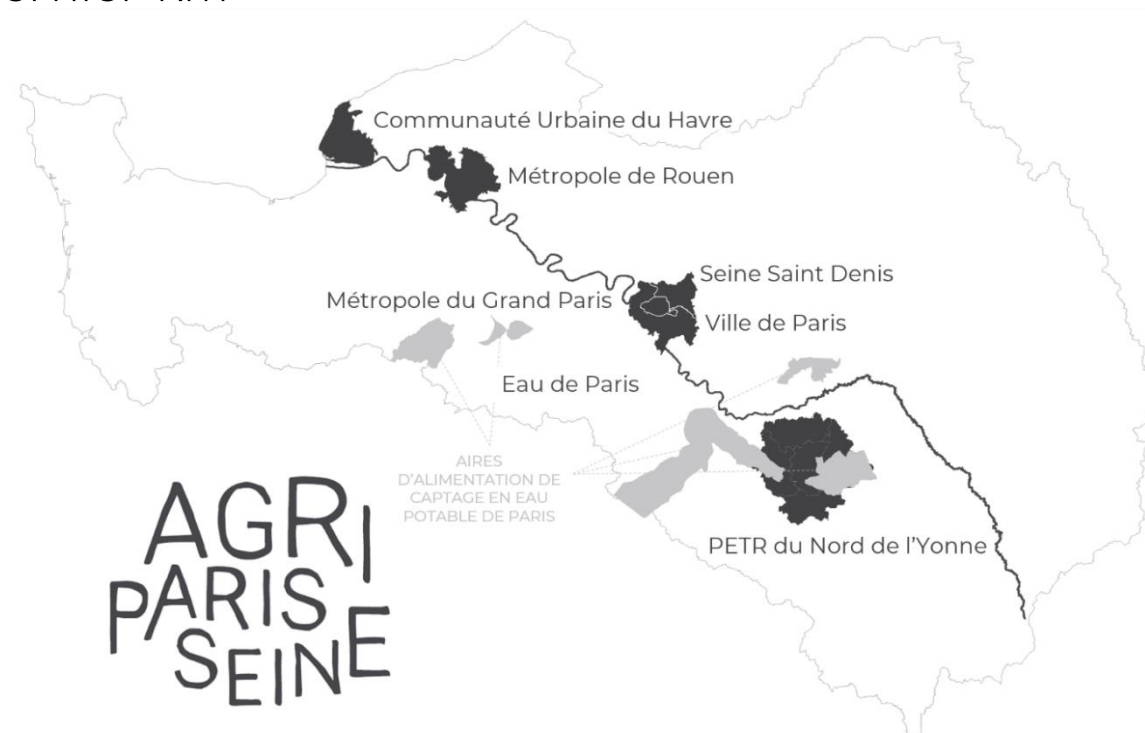 Communauté Urbaine du Havre
Métropole de Rouen
Seine Saint Denis
Métropole du Grand Paris
Ville de Paris
Eau de Paris
AIRES
D'ALIMENTATION DE
CAPTAGE EN EAU
POTABLE DE PARIS
PETR du Nord de l'Yonne
AGRI
PARIS
SEINE